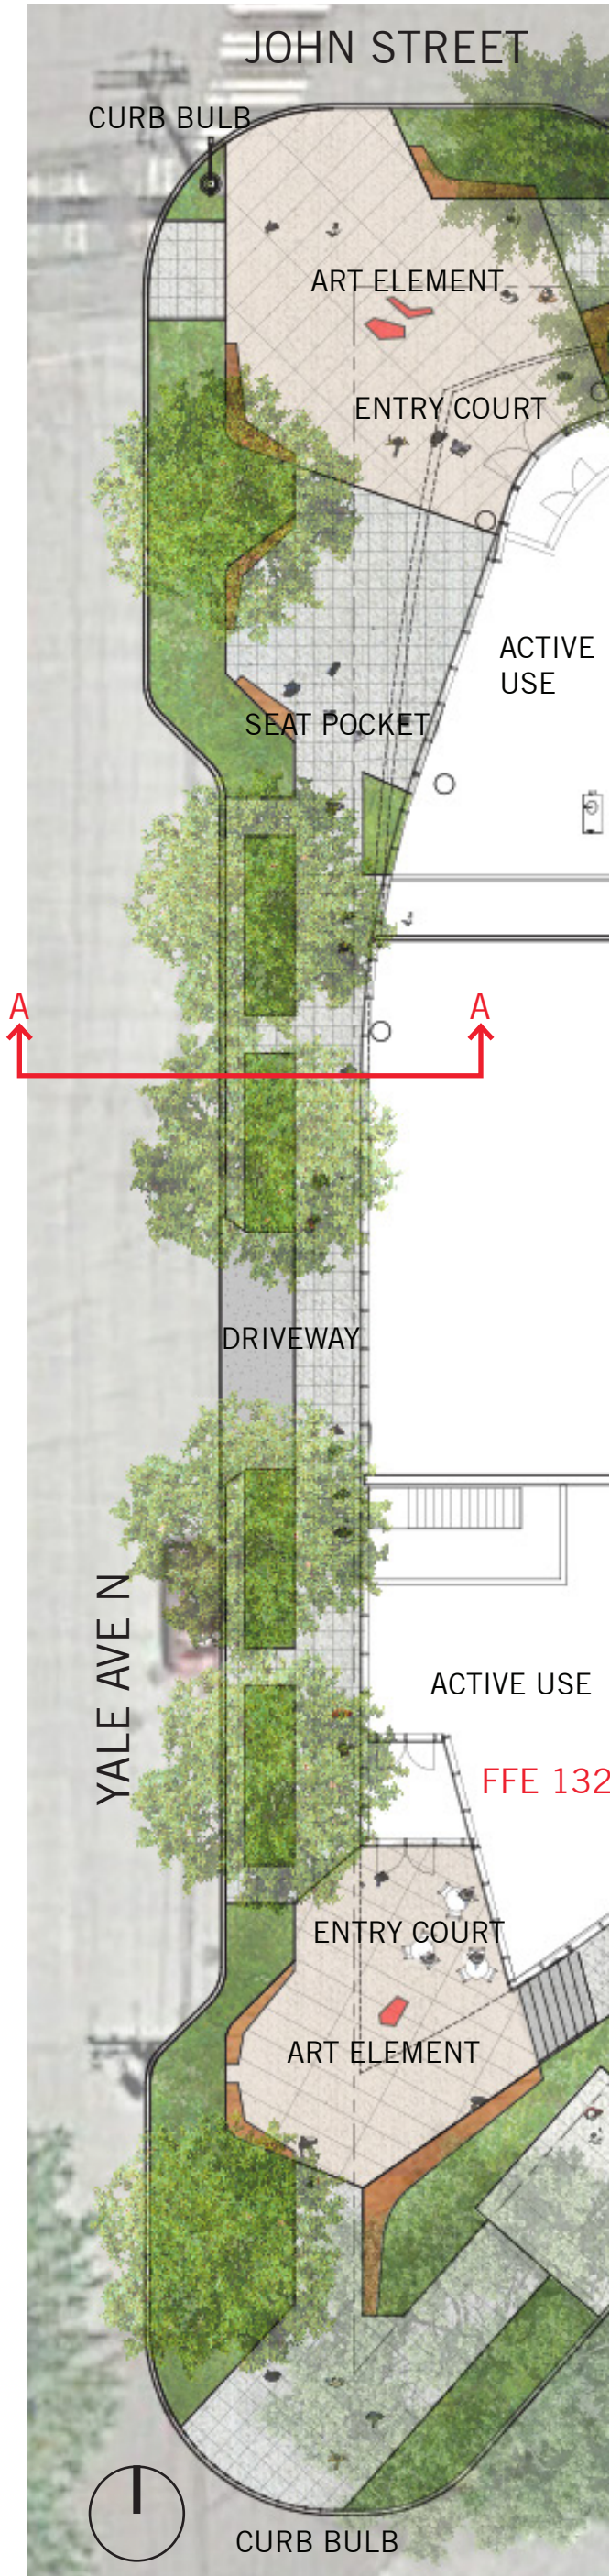 JOHN STREET
CURB BULB
ART ELEMENT
ENTRY COURT
ACTIVE
USE
SEAT POCKET
A
A
DRIVEWAY
YALE AVE N
ACTIVE USE
FFE 132
ENTRY COURT
ART ELEMENT
CURB BULB